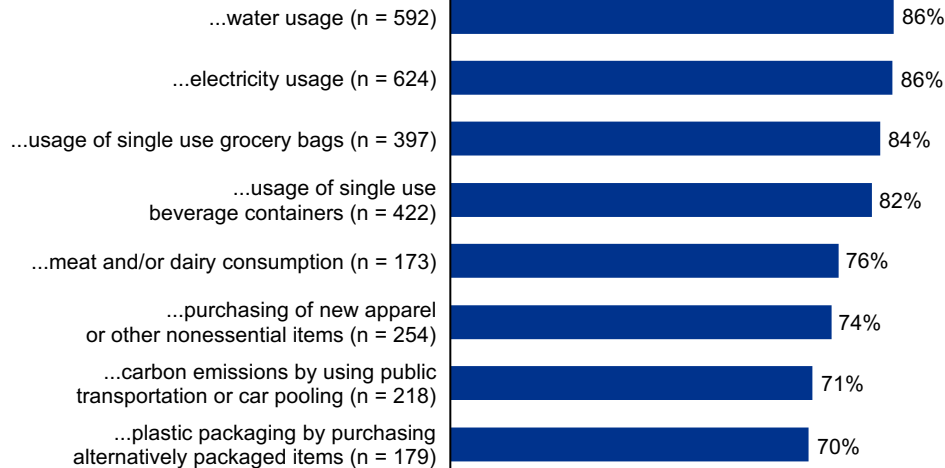 ...water usage (n = 592) 86%
...electricity usage (n = 624) 86%
...usage of single use grocery bags (n = 397) 84%
...usage of single use
beverage containers (n = 422) 82%
...meat and/or dairy consumption (n = 173) 76%
...purchasing of new apparel
or other nonessential items (n = 254) 74%
...carbon emissions by using public
transportation or car pooling (n = 218) 71%
...plastic packaging by purchasing
alternatively packaged items (n = 179) 70%